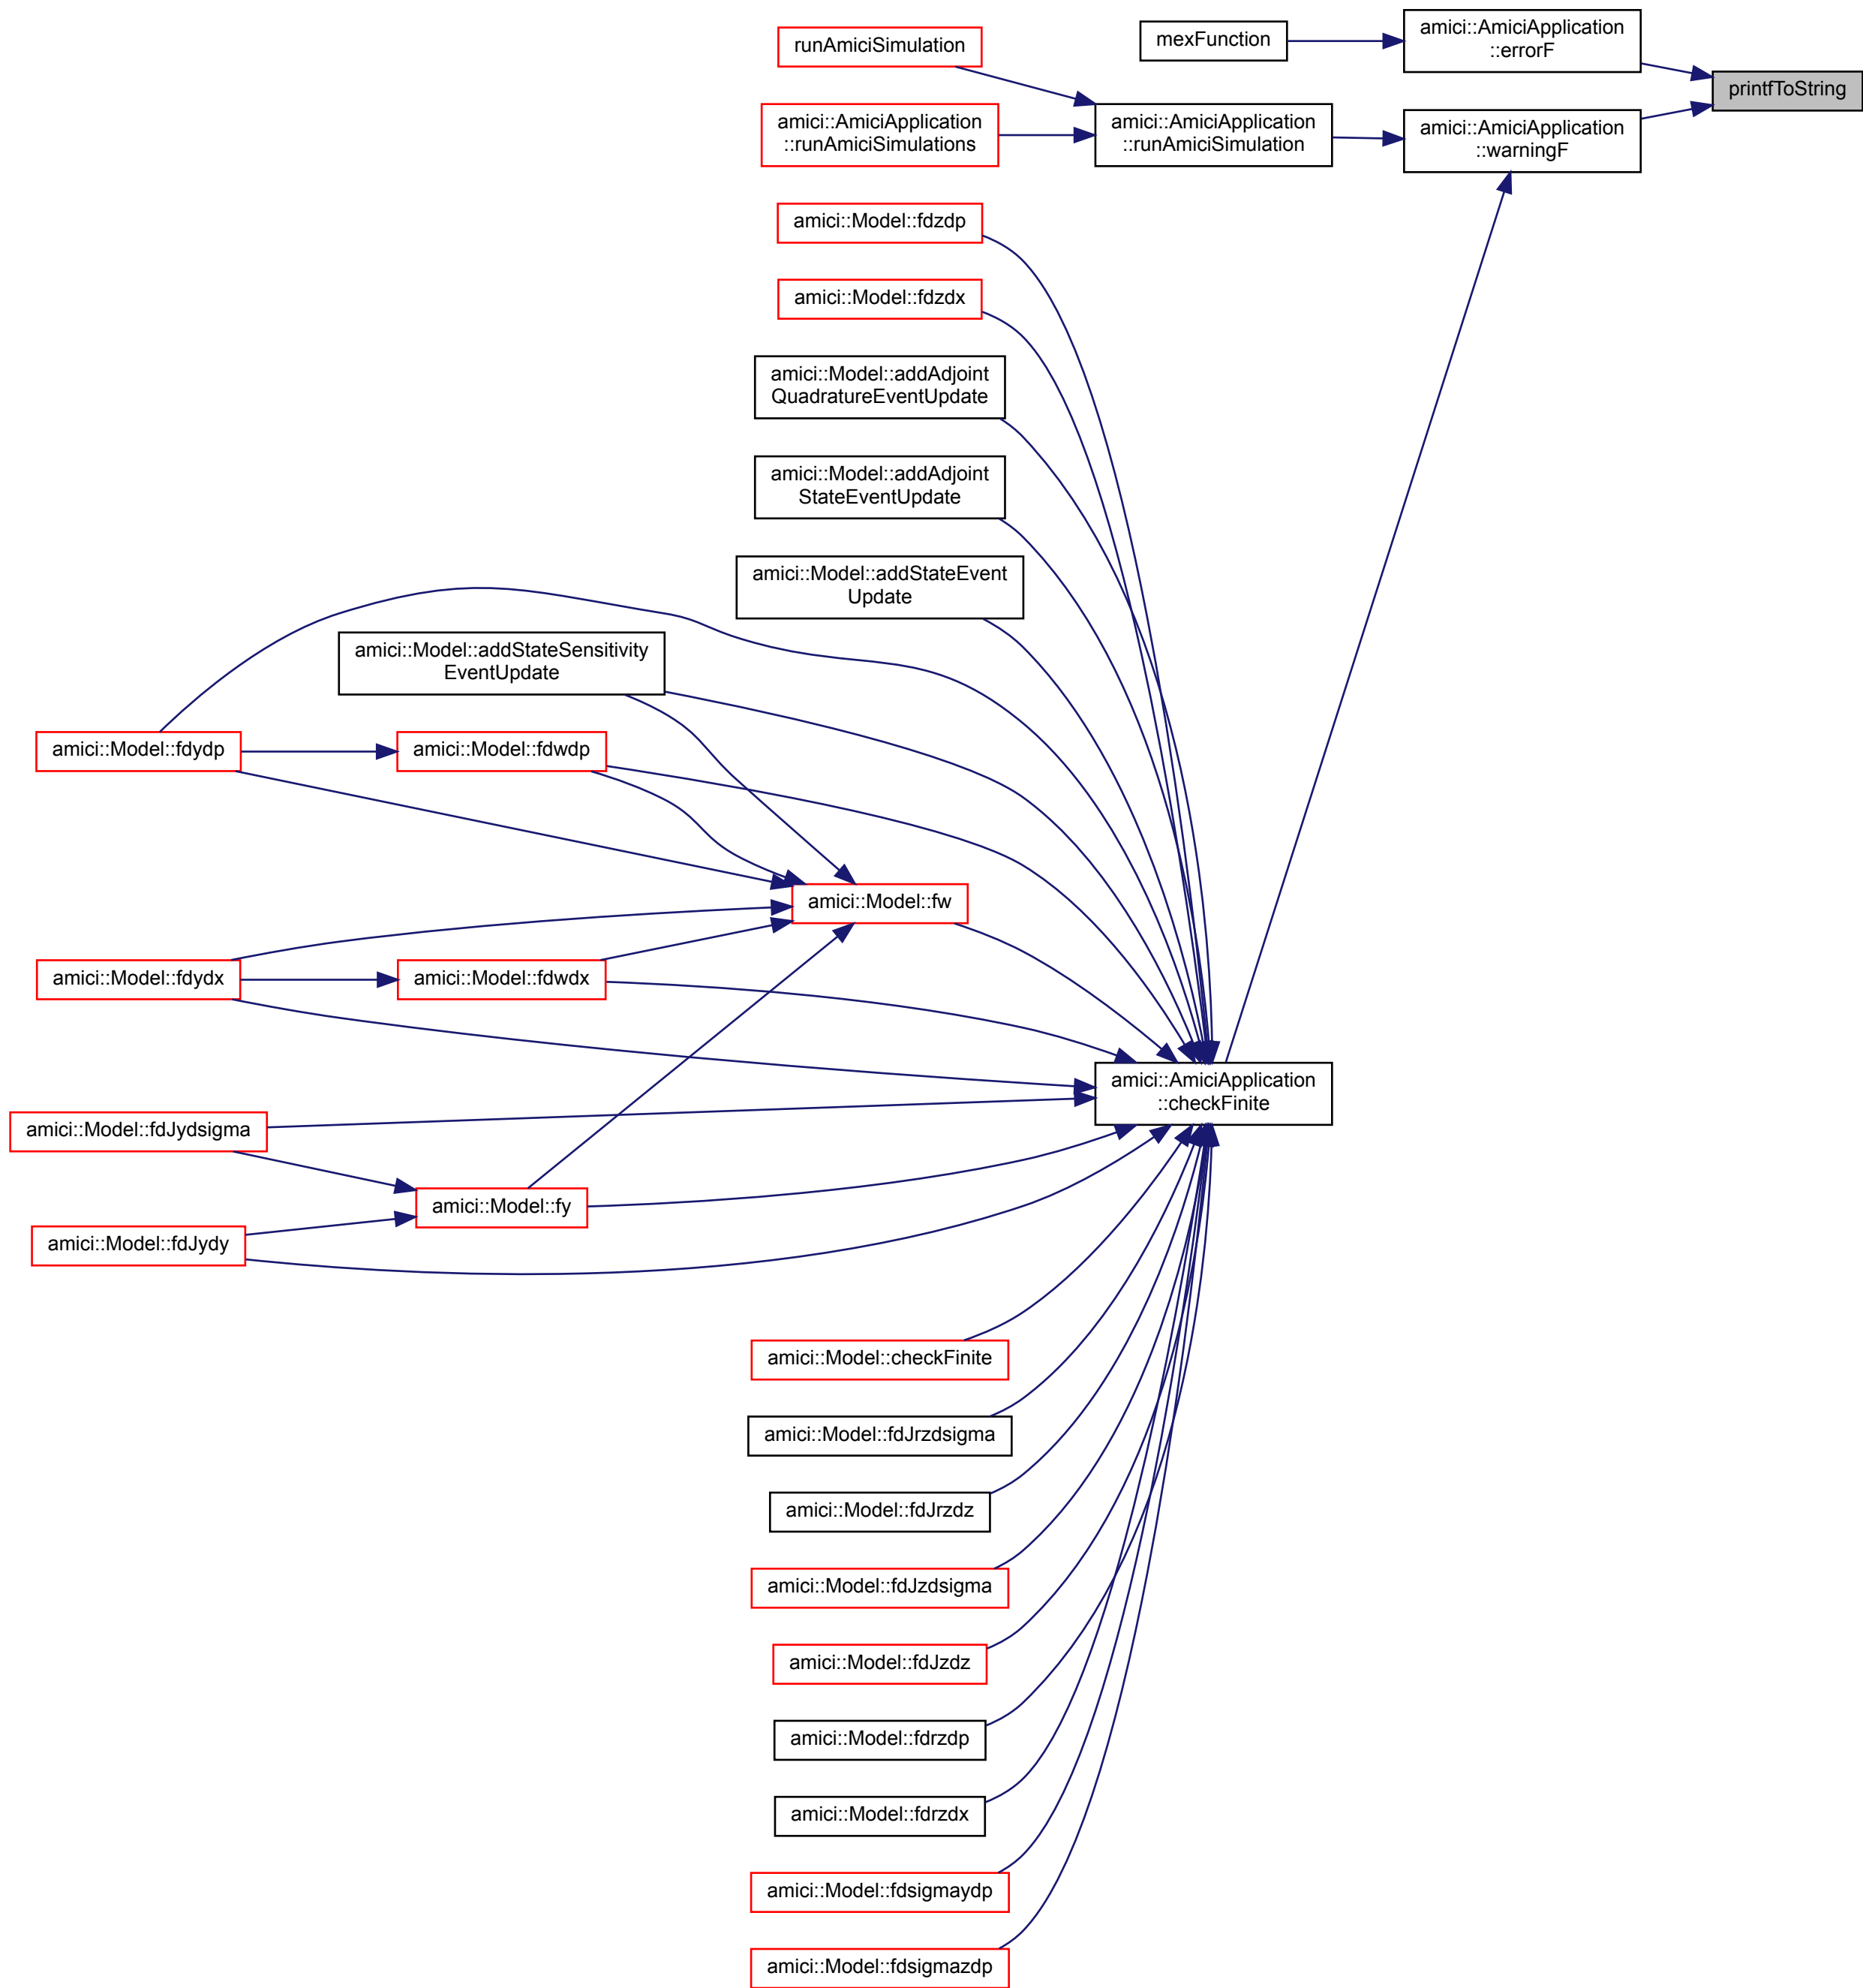 amici::AmiciApplication
::errorF
mexFunction
runAmiciSimulation
printfToString
amici::AmiciApplication
::runAmiciSimulations
amici::AmiciApplication
::runAmiciSimulation
amici::AmiciApplication
::warningF
amici::Model::fdzdp
amici::Model::fdzdx
amici::Model::addAdjoint
QuadratureEventUpdate
amici::Model::addAdjoint
StateEventUpdate
amici::Model::addStateEvent
Update
amici::Model::addStateSensitivity
EventUpdate
amici::Model::fdydp
amici::Model::fdwdp
amici::Model::fw
amici::Model::fdydx
amici::Model::fdwdx
amici::AmiciApplication
::checkFinite
amici::Model::fdJydsigma
amici::Model::fy
amici::Model::fdJydy
amici::Model::checkFinite
amici::Model::fdJrzdsigma
amici::Model::fdJrzdz
amici::Model::fdJzdsigma
amici::Model::fdJzdz
amici::Model::fdrzdp
amici::Model::fdrzdx
amici::Model::fdsigmaydp
amici::Model::fdsigmazdp